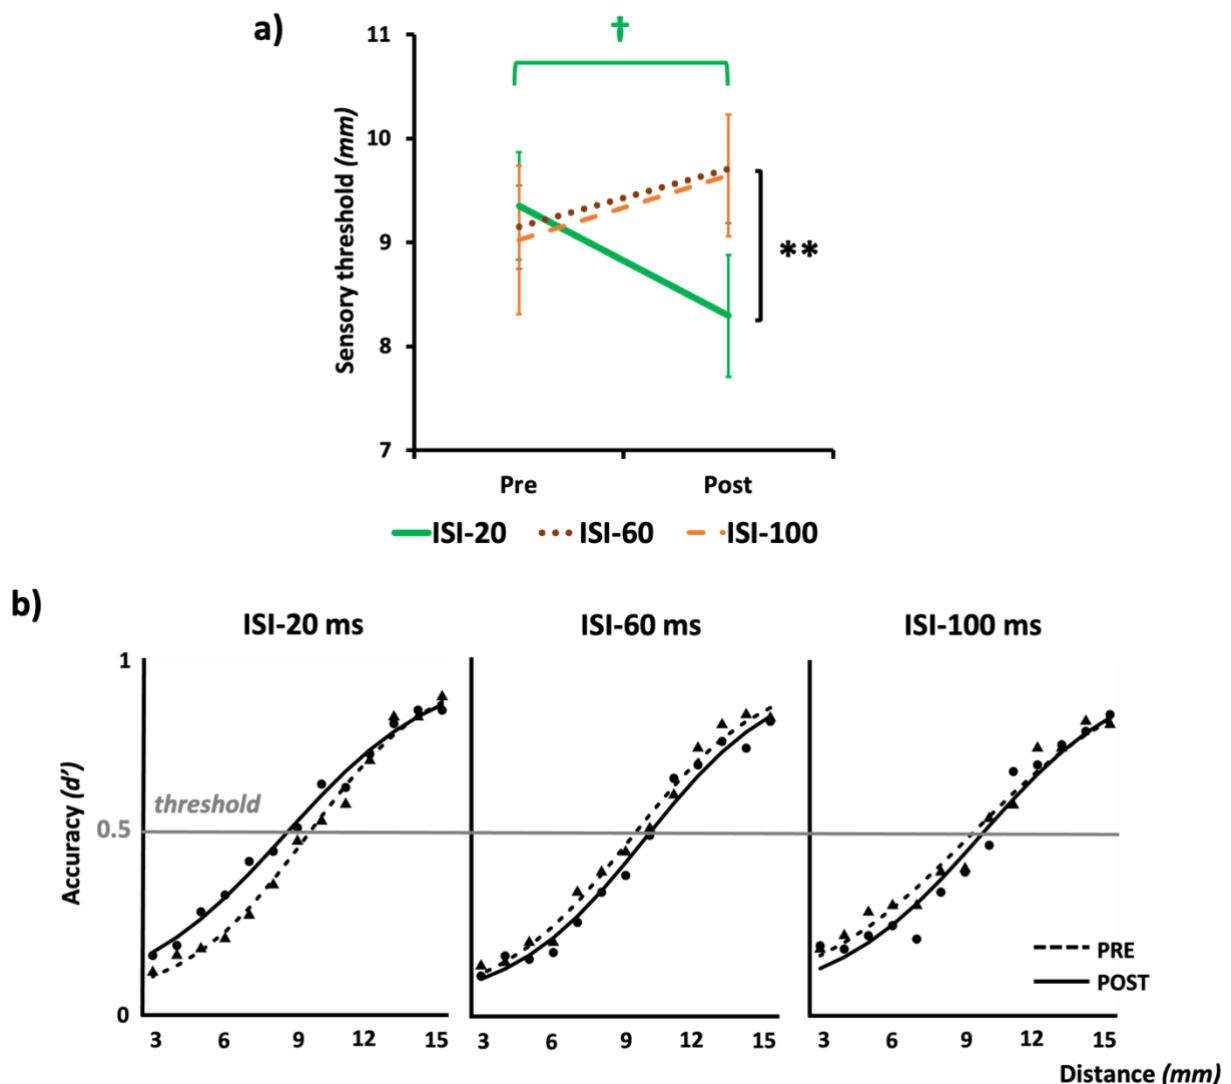 a)
†
11
10
9
8
7
Sensory threshold (mm)
**
Pre Post
ISI-20 ISI-60 ISI-100
b)
ISI-20 ms ISI-60 ms ISI-100 ms
1
threshold
0.5
0
Accuracy (d')
PRE
POST
3 6 9 12 15 3 6 9 12 15 3 6 9 12 15
Distance (mm)